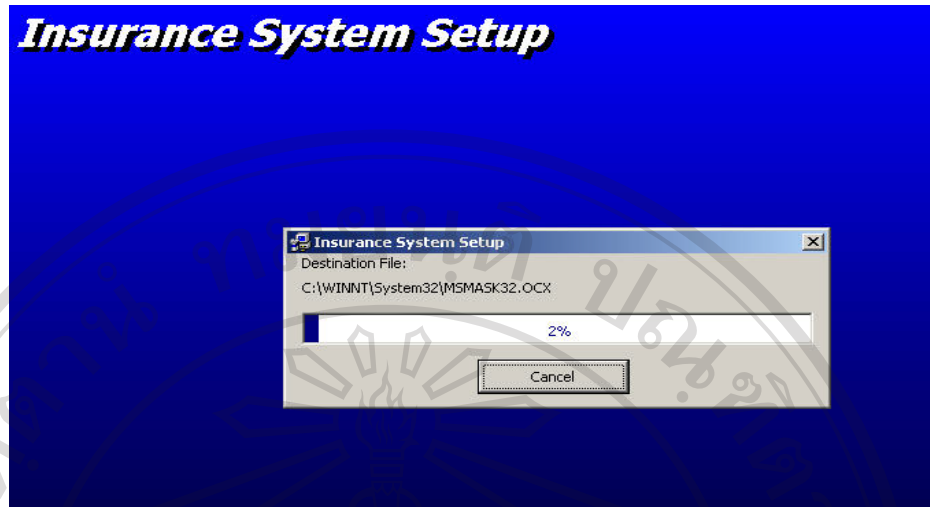 Insurance System Setup
Insurance System Setup
Destination File:
C:\WINNT\System32\MSMASK32.OCX
2%
Cancel